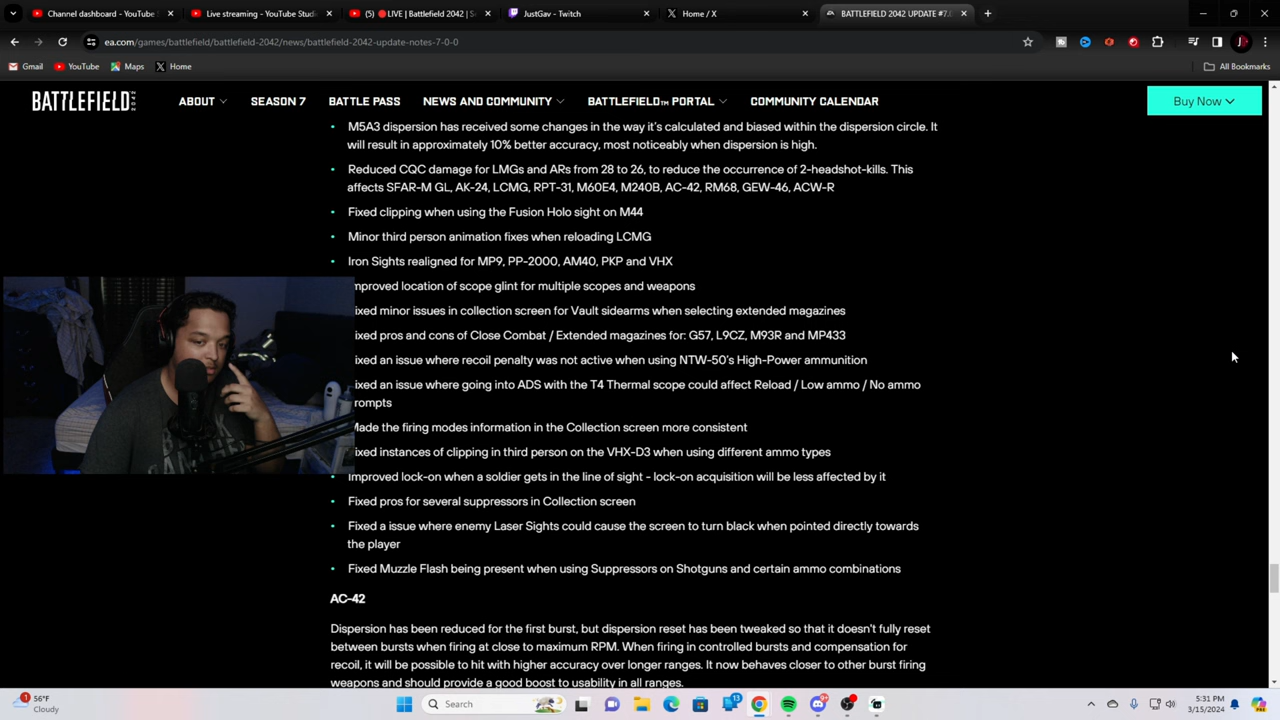 Channel dashboard - YouTube
Live streaming - YouTube Studi
(5) 🔴LIVE | Battlefield 2042 | S
JustGav - Twitch
Home / X
BATTLEFIELD 2042 UPDATE #7.
ea.com/games/battlefield/battlefield-2042/news/battlefield-2042-update-notes-7-0-0
Gmail YouTube Maps Home All Bookmarks
BATTLEFIELD 2042 ABOUT SEASON 7 BATTLE PASS NEWS AND COMMUNITY BATTLEFIELD™ PORTAL COMMUNITY CALENDAR Buy Now
• M5A3 dispersion has received some changes in the way it's calculated and biased within the dispersion circle. It
will result in approximately 10% better accuracy, most noticeably when dispersion is high.
• Reduced CQC damage for LMGs and ARs from 28 to 26, to reduce the occurrence of 2-headshot-kills. This
affects SFAR-M GL, AK-24, LCMG, RPT-31, M60E4, M240B, AC-42, RM68, GEW-46, ACW-R
• Fixed clipping when using the Fusion Holo sight on M44
• Minor third person animation fixes when reloading LCMG
• Iron Sights realigned for MP9, PP-2000, AM40, PKP and VHX
mproved location of scope glint for multiple scopes and weapons
ixed minor issues in collection screen for Vault sidearms when selecting extended magazines
ixed pros and cons of Close Combat / Extended magazines for: G57, L9CZ, M93R and MP433
ixed an issue where recoil penalty was not active when using NTW-50's High-Power ammunition
ixed an issue where going into ADS with the T4 Thermal scope could affect Reload / Low ammo / No ammo
rompts
Made the firing modes information in the Collection screen more consistent
ixed instances of clipping in third person on the VHX-D3 when using different ammo types
• Improved lock-on when a soldier gets in the line of sight - lock-on acquisition will be less affected by it
• Fixed pros for several suppressors in Collection screen
• Fixed a issue where enemy Laser Sights could cause the screen to turn black when pointed directly towards
the player
• Fixed Muzzle Flash being present when using Suppressors on Shotguns and certain ammo combinations
AC-42
Dispersion has been reduced for the first burst, but dispersion reset has been tweaked so that it doesn't fully reset
between bursts when firing at close to maximum RPM. When firing in controlled bursts and compensation for
recoil, it will be possible to hit with higher accuracy over longer ranges. It now behaves closer to other burst firing
weapons and should provide a good boost to usability in all ranges.
1 56°F
Cloudy
Search
13
9+
5:31 PM
3/15/2024